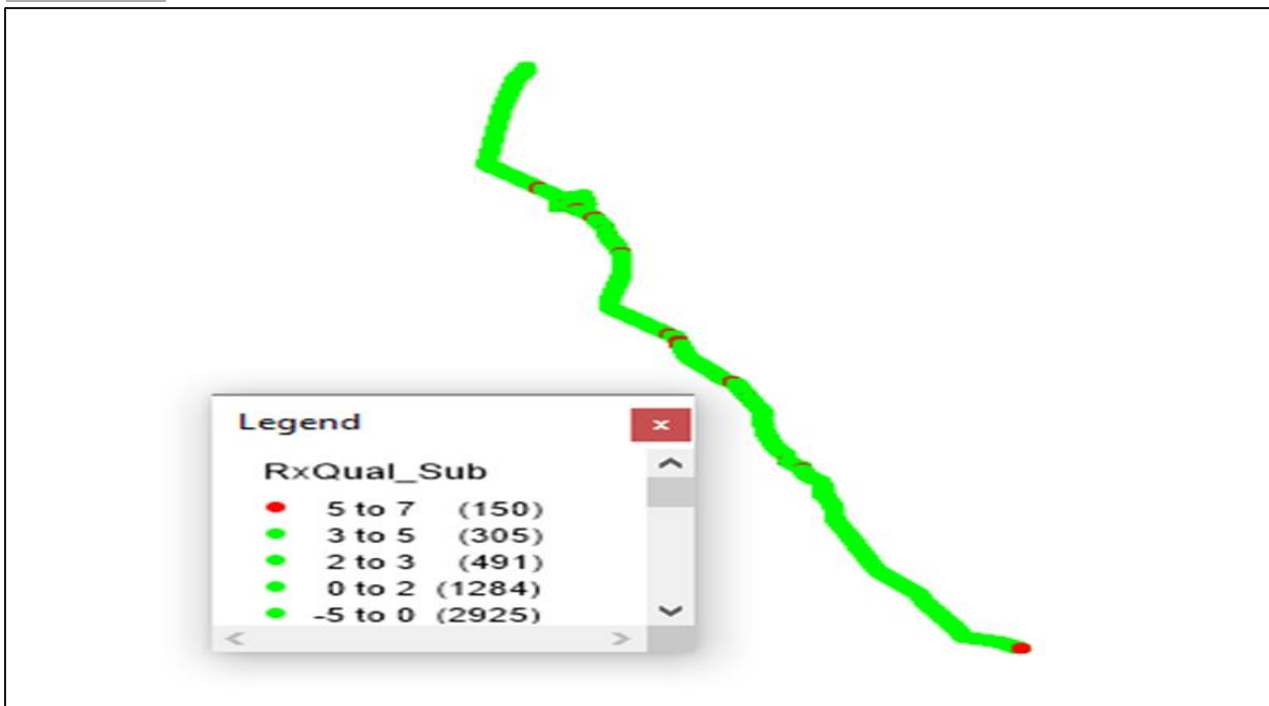 Legend
x
RxQual_Sub
5 to 7 (150)
3 to 5 (305)
2 to 3 (491)
0 to 2 (1284)
-5 to 0 (2925)